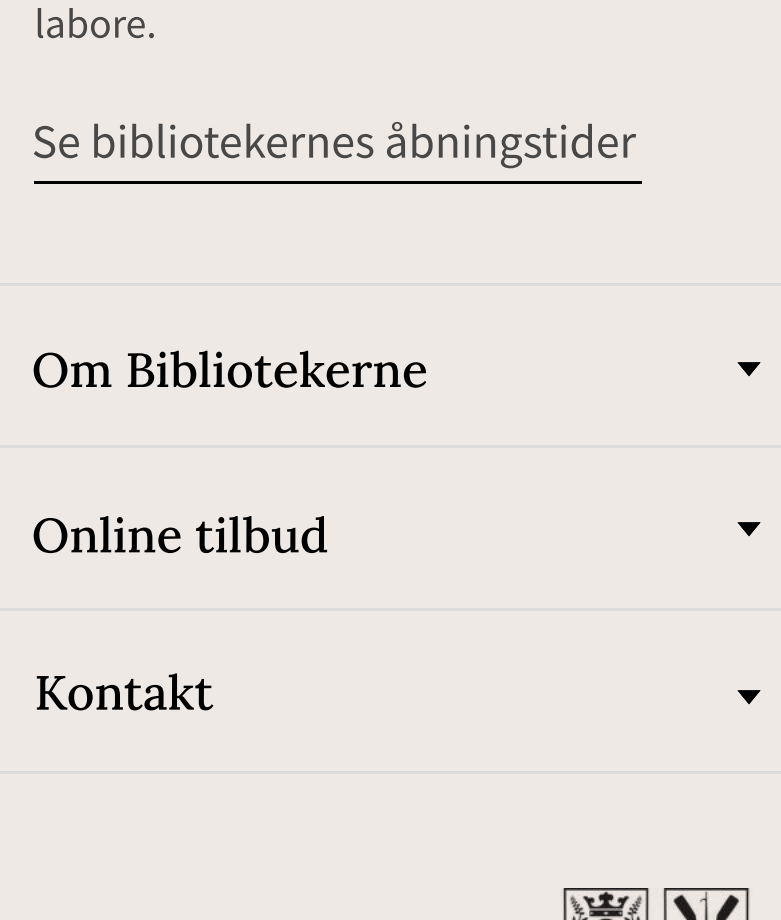 labore.
Se bibliotekernes åbningstider
Om Bibliotekerne
Online tilbud
Kontakt